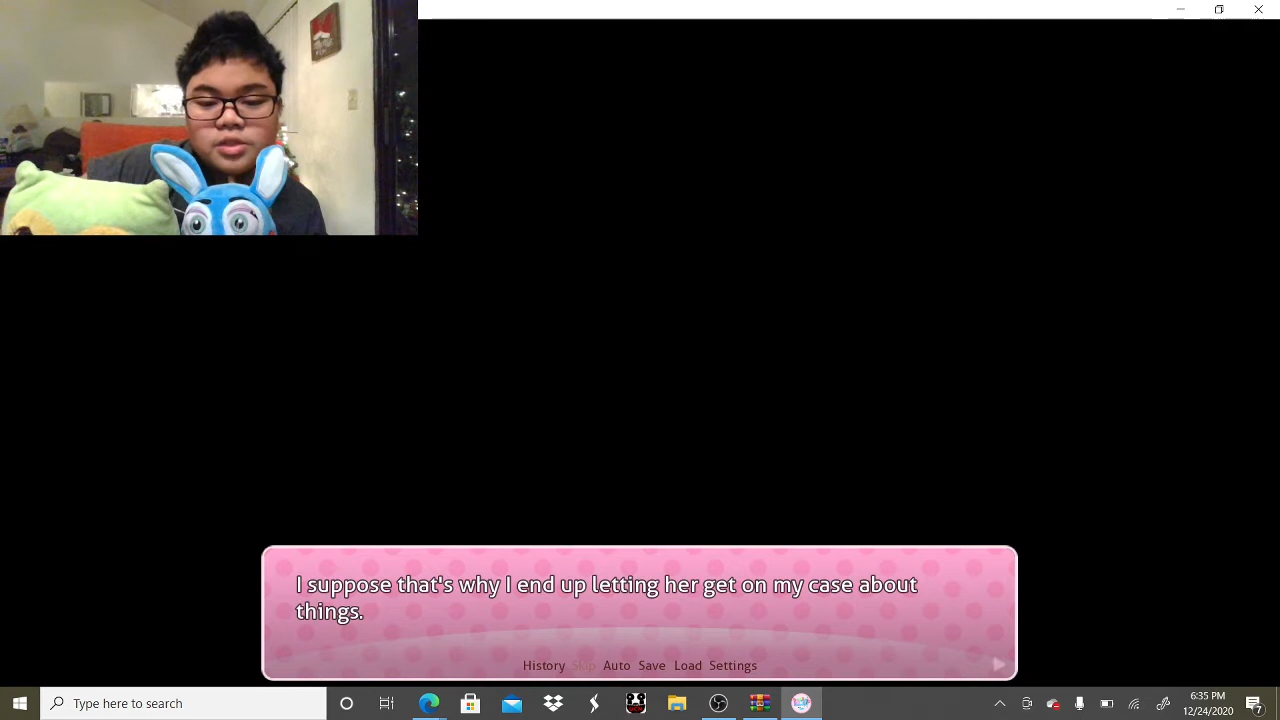 I suppose that's why I end up letting her get on my case about
things.
History Skip Auto Save Load Settings
Type here to search
6:35 PM
12/24/2020
7